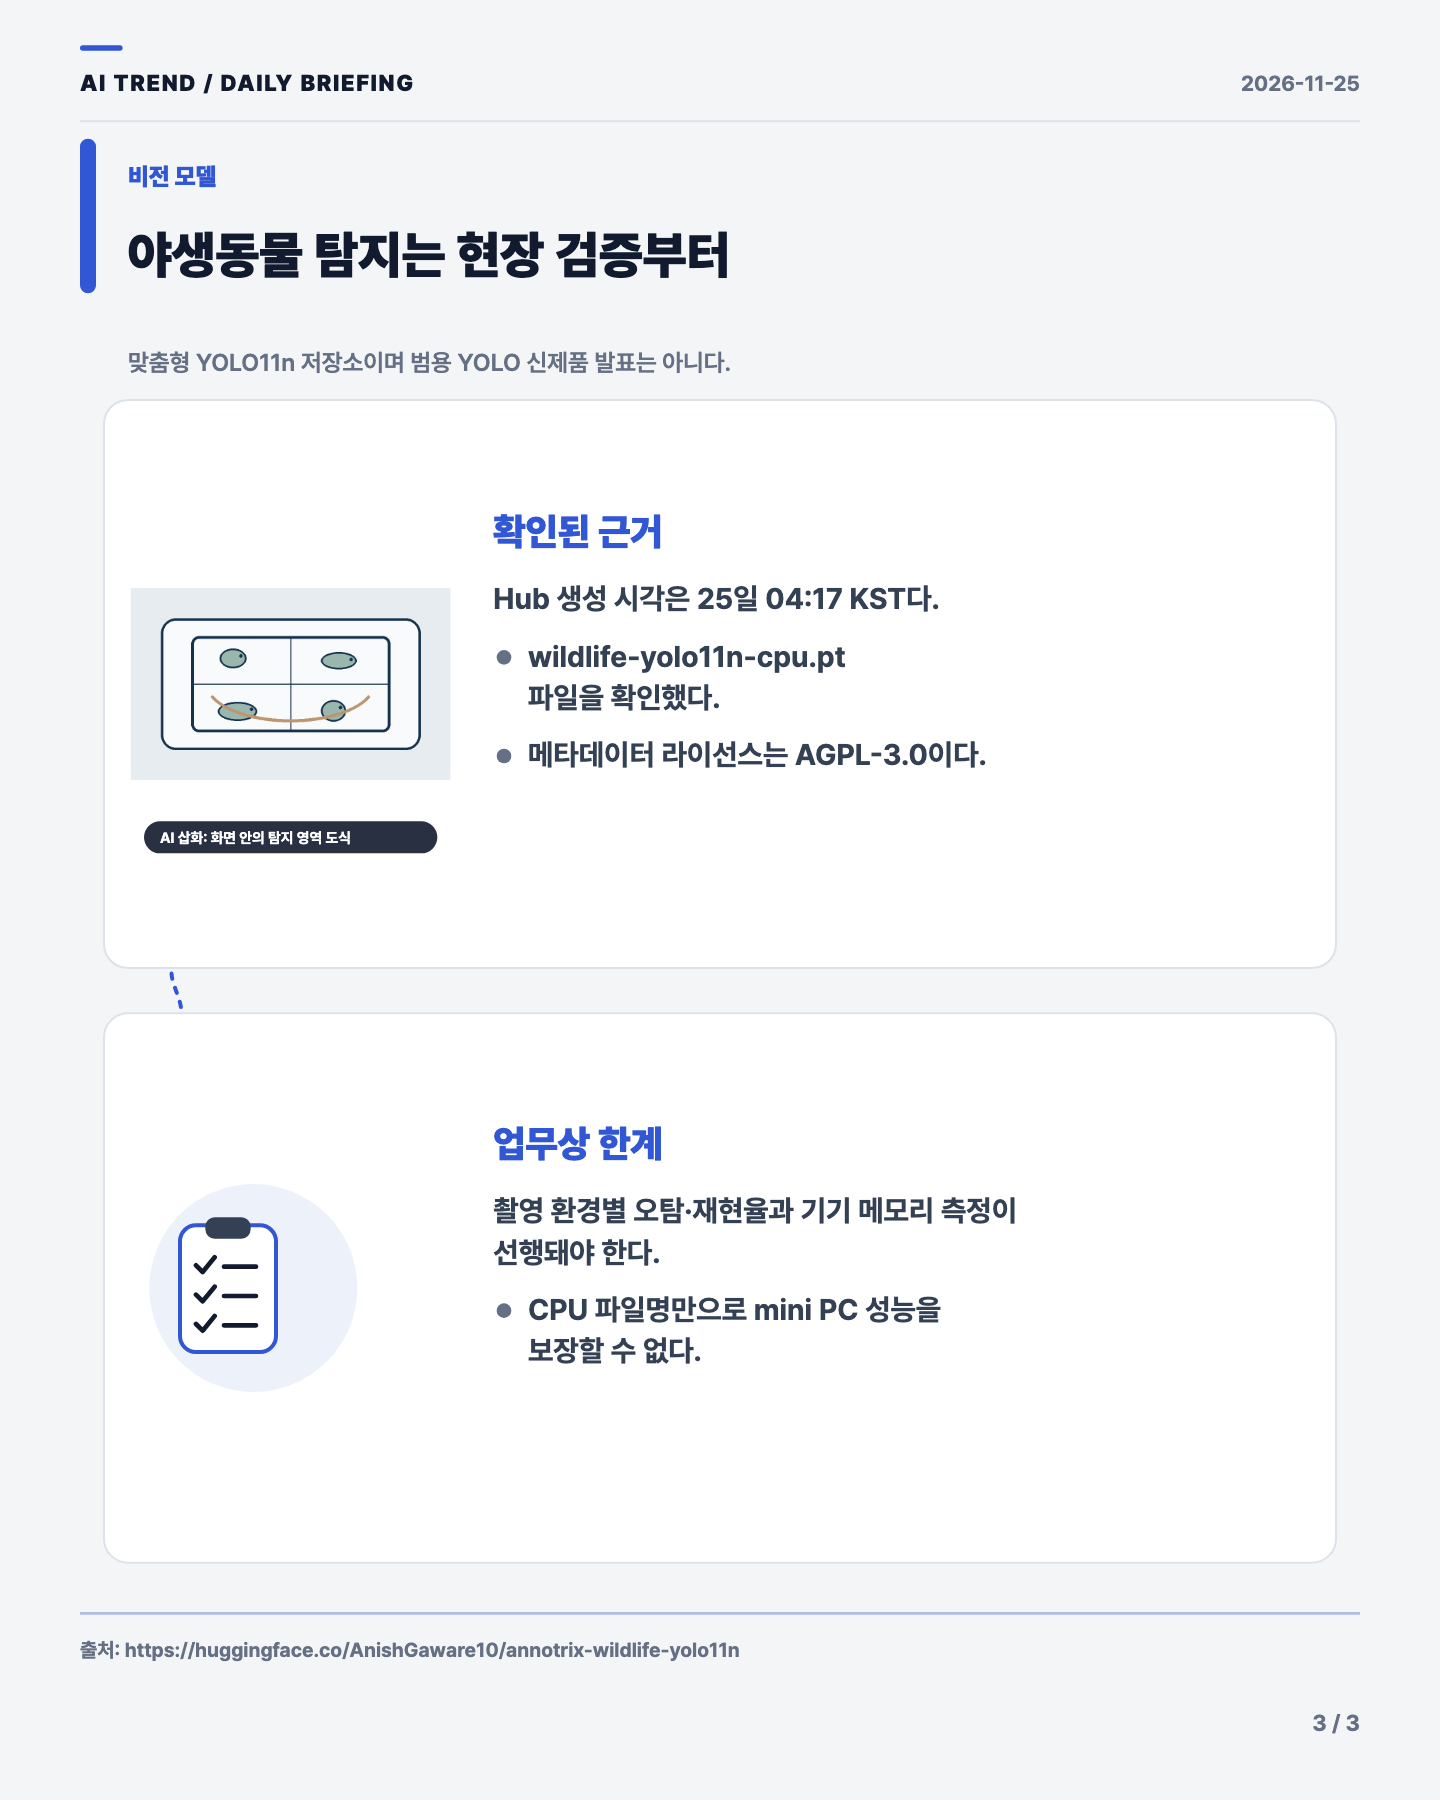 AI TREND / DAILY BRIEFING
2026-11-25
비전 모델
야생동물 탐지는 현장 검증부터
맞춤형 YOLO11n 저장소이며 범용 YOLO 신제품 발표는 아니다.
확인된 근거
Hub 생성 시각은 25일 04:17 KST다.
wildlife-yolo11n-cpu.pt
파일을 확인했다.
메타데이터 라이선스는 AGPL-3.0이다.
AI 삽화: 화면 안의 탐지 영역 도식
업무상 한계
촬영 환경별 오탐·재현율과 기기 메모리 측정이
선행돼야 한다.
CPU 파일명만으로 mini PC 성능을
보장할 수 없다.
출처: https://huggingface.co/AnishGaware10/annotrix-wildlife-yolo11n
3 / 3